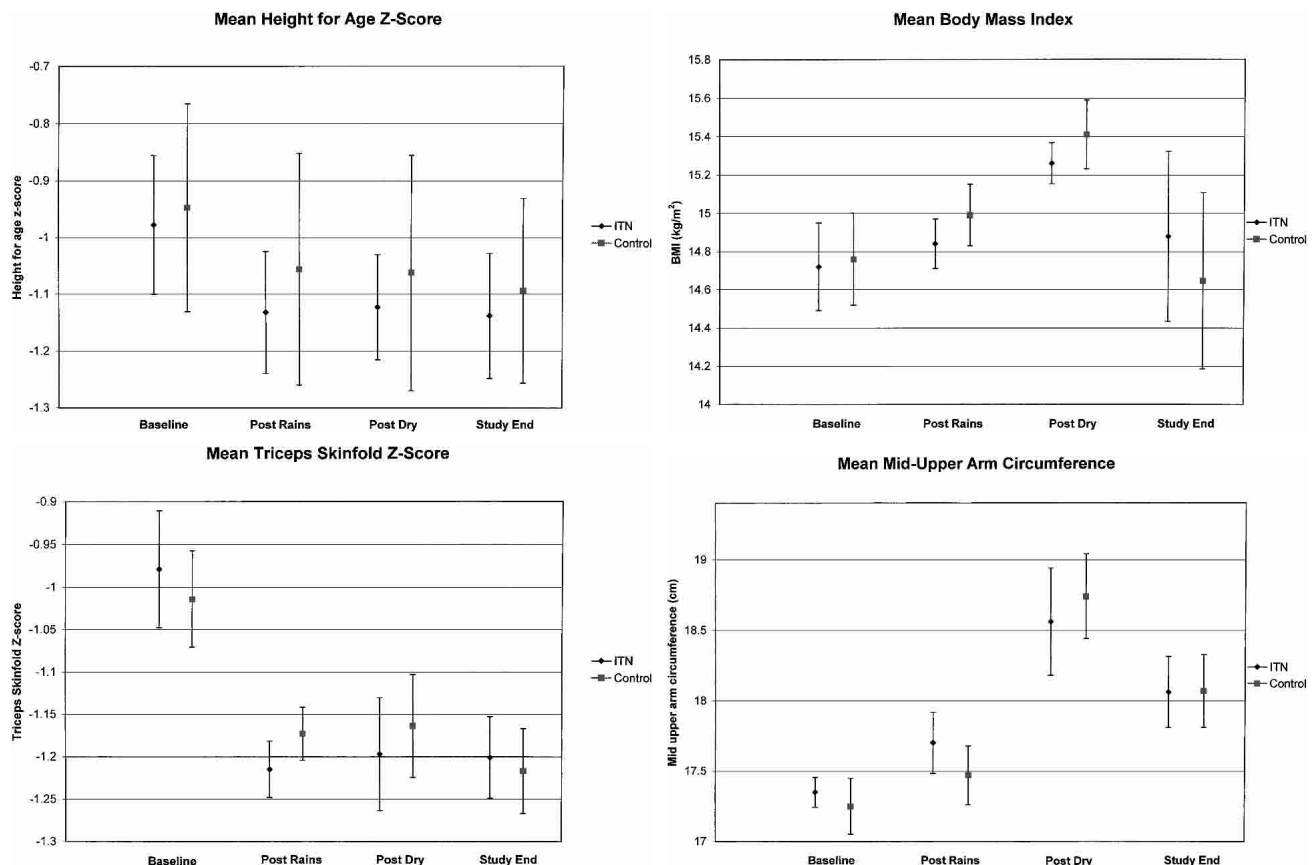 Mean Height for Age Z-Score
-0.7
-0.8
-0.9
-1
-1.1
-1.2
-1.3
Height for age z-score
Baseline
Post Rains
Post Dry
Study End
ITN
Control
Mean Body Mass Index
15.8
15.6
15.4
15.2
15
14.8
14.6
14.4
14.2
14
BMI (kg/m²)
Baseline
Post Rains
Post Dry
Study End
ITN
Control
Mean Triceps Skinfold Z-Score
-0.9
-0.95
-1
-1.05
-1.1
-1.15
-1.2
-1.25
-1.3
Triceps Skinfold Z-score
Baseline
Post Rains
Post Dry
Study End
ITN
Control
Mean Mid-Upper Arm Circumference
19
18.5
18
17.5
17
Mid upper arm circumference (cm)
Baseline
Post Rains
Post Dry
Study End
ITN
Control